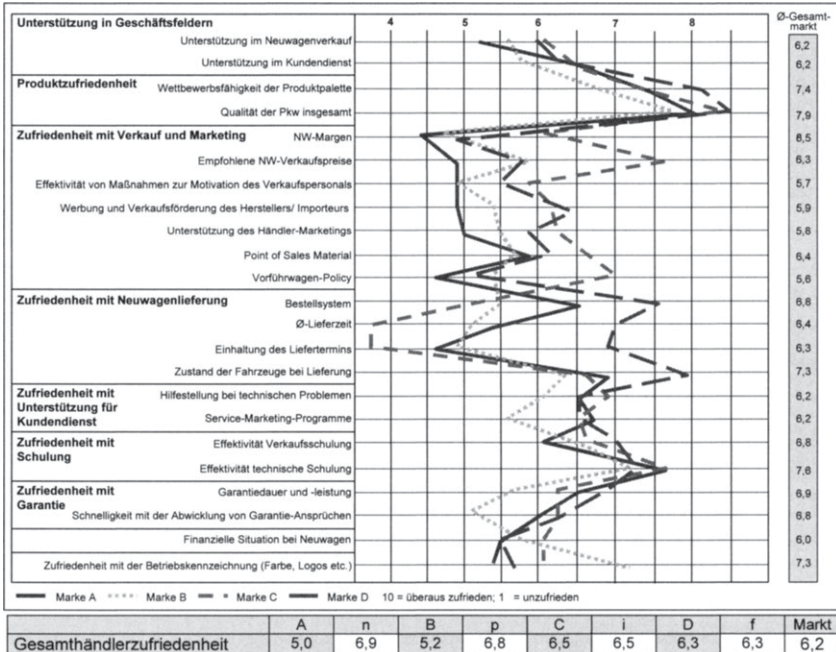 Unterstützung in Geschäftsfeldern 4 5 6 7 8 Ø-Gesamt-
markt
Unterstützung im Neuwagenverkauf 6,2
Unterstützung im Kundendienst 6,2
Produktzufriedenheit
Wettbewerbsfähigkeit der Produktpalette 7,4
Qualität der Pkw insgesamt 7,9
Zufriedenheit mit Verkauf und Marketing NW-Margen 6,5
Empfohlene NW-Verkaufspreise 6,3
Effektivität von Maßnahmen zur Motivation des Verkaufspersonals 5,7
Werbung und Verkaufsförderung des Herstellers/ Importeurs 5,9
Unterstützung des Händler-Marketings 5,8
Point of Sales Material 6,4
Vorführwagen-Policy 5,6
Zufriedenheit mit Neuwagenlieferung Bestellsystem 6,8
Ø-Lieferzeit 6,4
Einhaltung des Liefertermins 6,3
Zustand der Fahrzeuge bei Lieferung 7,3
Zufriedenheit mit
Unterstützung für
Kundendienst
Hilfestellung bei technischen Problemen 6,2
Service-Marketing-Programme 6,2
Zufriedenheit mit
Schulung
Effektivität Verkaufsschulung 6,8
Effektivität technische Schulung 7,6
Zufriedenheit mit
Garantie
Garantiedauer und -leistung 6,9
Schnelligkeit mit der Abwicklung von Garantie-Ansprüchen 6,8
Finanzielle Situation bei Neuwagen 6,0
Zufriedenheit mit der Betriebskennzeichnung (Farbe, Logos etc.) 7,3
Marke A Marke B Marke C Marke D 10 = überaus zufrieden; 1 = unzufrieden
A n B p C i D f Markt
Gesamthändlerzufriedenheit 5,0 6,9 5,2 6,8 6,5 6,5 6,3 6,3 6,2